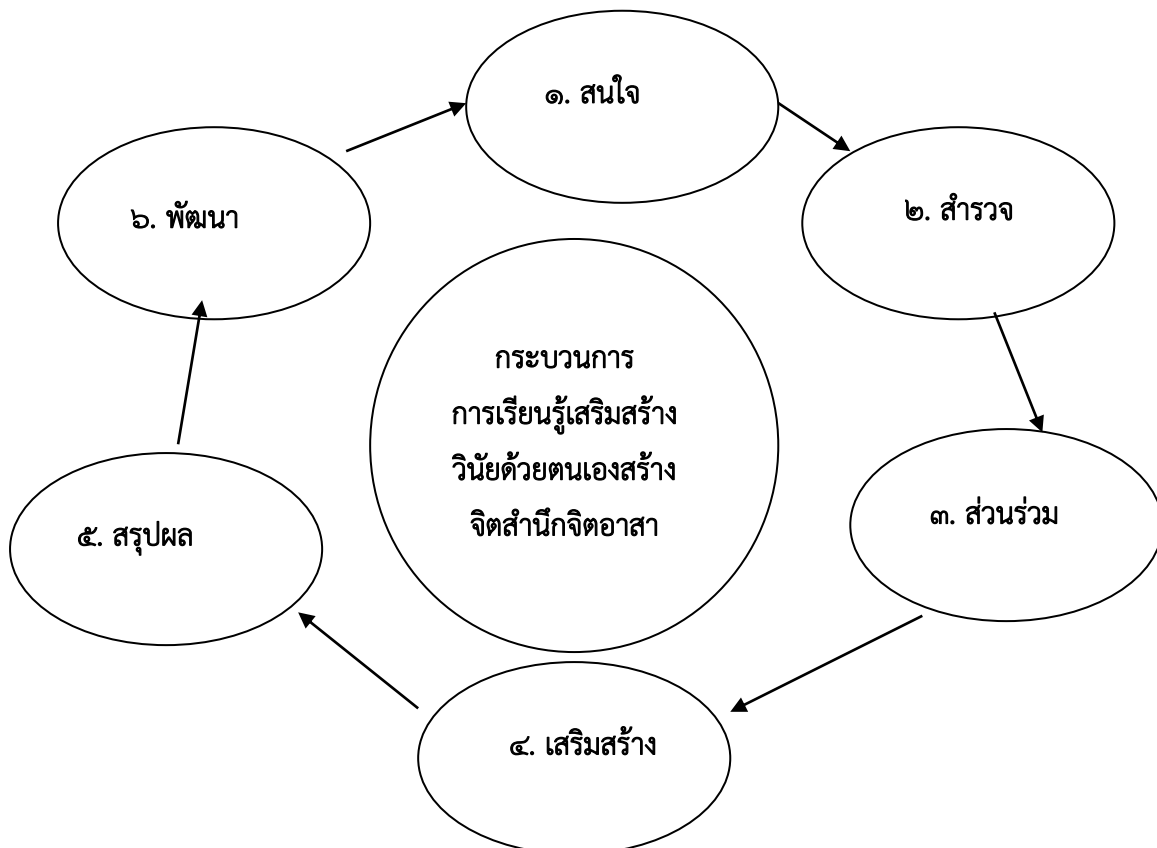 ๑. สนใจ
๒. สำรวจ
๓. ส่วนร่วม
๔. เสริมสร้าง
๕. สรุปผล
๖. พัฒนา
กระบวนการ
การเรียนรู้เสริมสร้าง
วินัยด้วยตนเองสร้าง
จิตสำนึกจิตอาสา